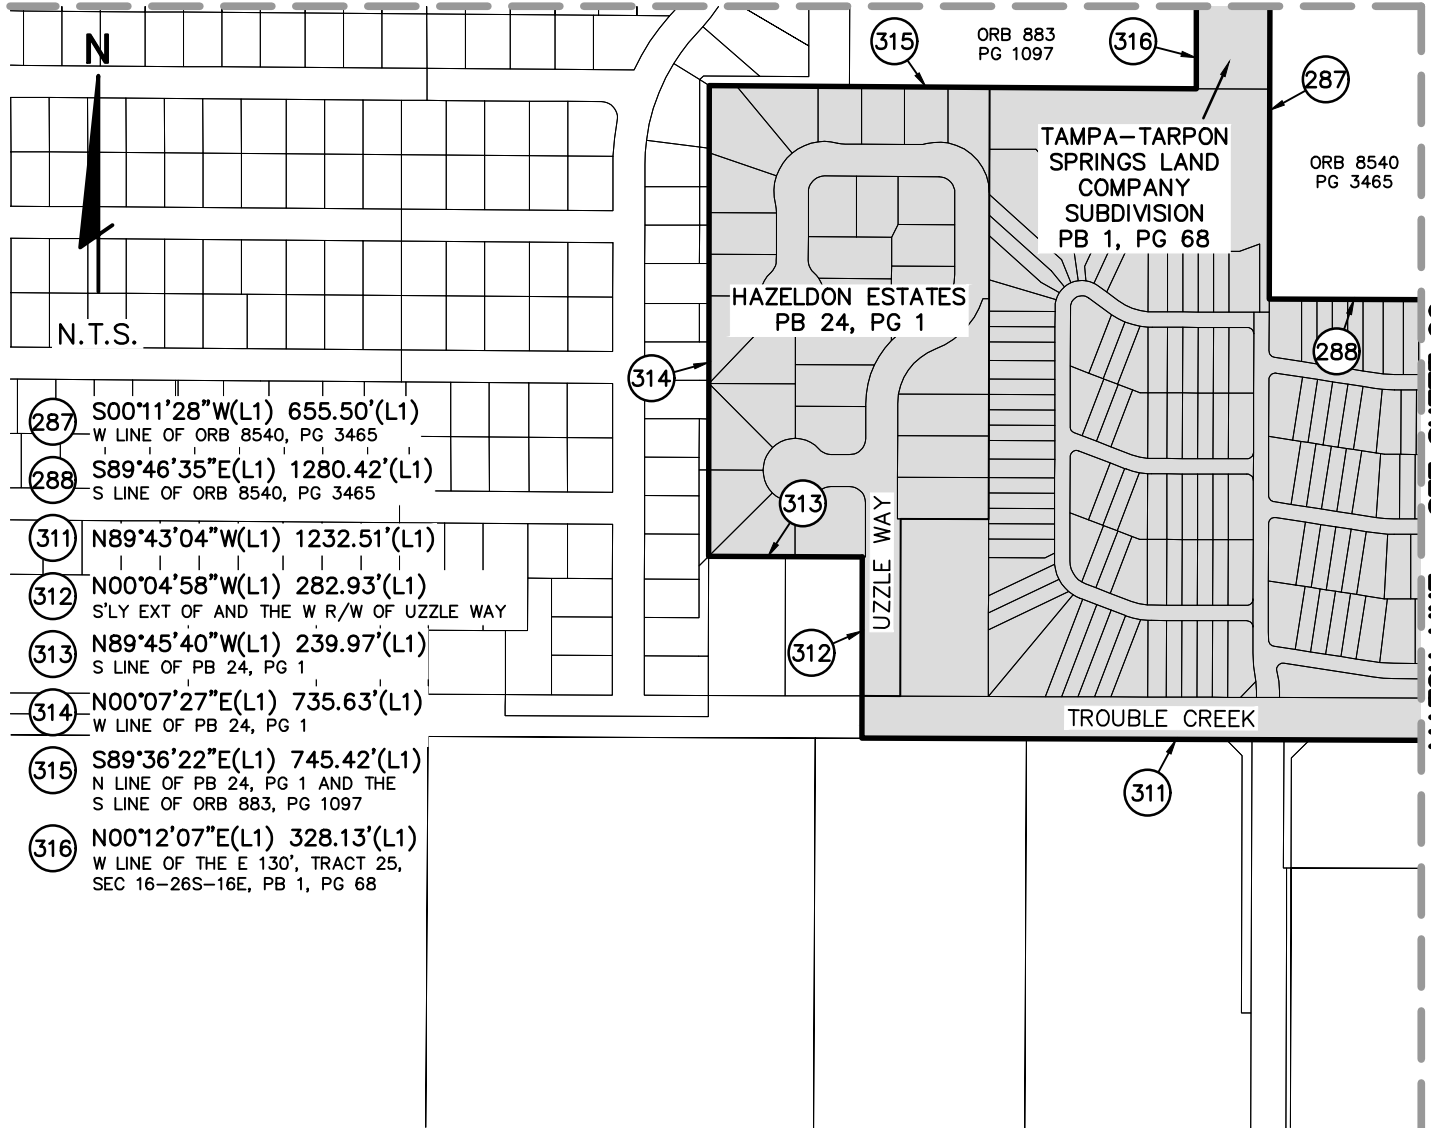 N
N.T.S.
315
ORB 883
PG 1097
316
287
TAMPA-TARPON
SPRINGS LAND
COMPANY
SUBDIVISION
PB 1, PG 68
ORB 8540
PG 3465
HAZELDON ESTATES
PB 24, PG 1
288
314
313
UZZLE WAY
312
TROUBLE CREEK
311
287 S00°11'28"W(L1) 655.50'(L1)
W LINE OF ORB 8540, PG 3465
288 S89°46'35"E(L1) 1280.42'(L1)
S LINE OF ORB 8540, PG 3465
311 N89°43'04"W(L1) 1232.51'(L1)
312 N00°04'58"W(L1) 282.93'(L1)
S'LY EXT OF AND THE W R/W OF UZZLE WAY
313 N89°45'40"W(L1) 239.97'(L1)
S LINE OF PB 24, PG 1
314 N00°07'27"E(L1) 735.63'(L1)
W LINE OF PB 24, PG 1
315 S89°36'22"E(L1) 745.42'(L1)
N LINE OF PB 24, PG 1 AND THE
S LINE OF ORB 883, PG 1097
316 N00°12'07"E(L1) 328.13'(L1)
W LINE OF THE E 130', TRACT 25,
SEC 16-26S-16E, PB 1, PG 68